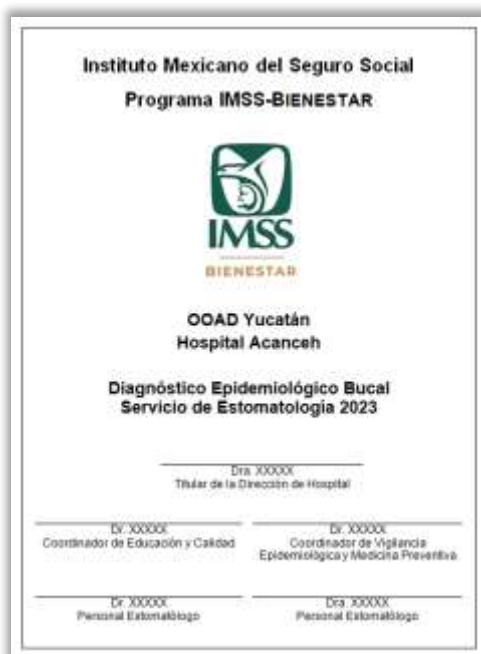 Instituto Mexicano del Seguro Social
Programa IMSS-BIENESTAR
IMSS
BIENESTAR
OOAD Yucatán
Hospital Acanceh
Diagnóstico Epidemiológico Bucal
Servicio de Estomatología 2023
Dra. XXXXX
Titular de la Dirección de Hospital
Dr. XXXXX
Coordinador de Educación y Calidad
Dr. XXXXX
Coordinador de Vigilancia
Epidemiológica y Medicina Preventiva
Dr. XXXXX
Personal Estomatólogo
Dra. XXXXX
Personal Estomatólogo